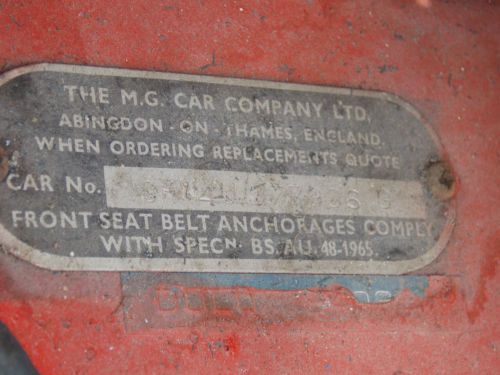 THE M.G. CAR COMPANY LTD.
ABINGDON - ON - THAMES, ENGLAND.
WHEN ORDERING REPLACEMENTS QUOTE
CAR No.
FRONT SEAT BELT ANCHORAGES COMPLY
WITH SPECN. BS. AU. 48-1965.